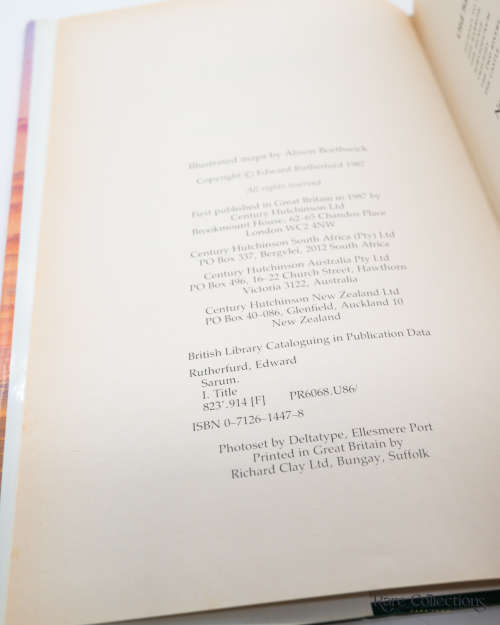 Illustrated maps by Alison Borthwick
Copyright © Edward Rutherfurd 1987
All rights reserved
First published in Great Britain in 1987 by
Century Hutchinson Ltd
Brookmount House, 62–65 Chandos Place
London WC2 4NW
Century Hutchinson South Africa (Pty) Ltd
PO Box 337, Bergvlei, 2012 South Africa
Century Hutchinson Australia Pty Ltd
PO Box 496, 16–22 Church Street, Hawthorn
Victoria 3122, Australia
Century Hutchinson New Zealand Ltd
PO Box 40–086, Glenfield, Auckland 10
New Zealand
British Library Cataloguing in Publication Data
Rutherfurd, Edward
Sarum.
I. Title
823'.914 [F] PR6068.U86/
ISBN 0–7126–1447–8
Photoset by Deltatype, Ellesmere Port
Printed in Great Britain by
Richard Clay Ltd, Bungay, Suffolk
Rare Collections